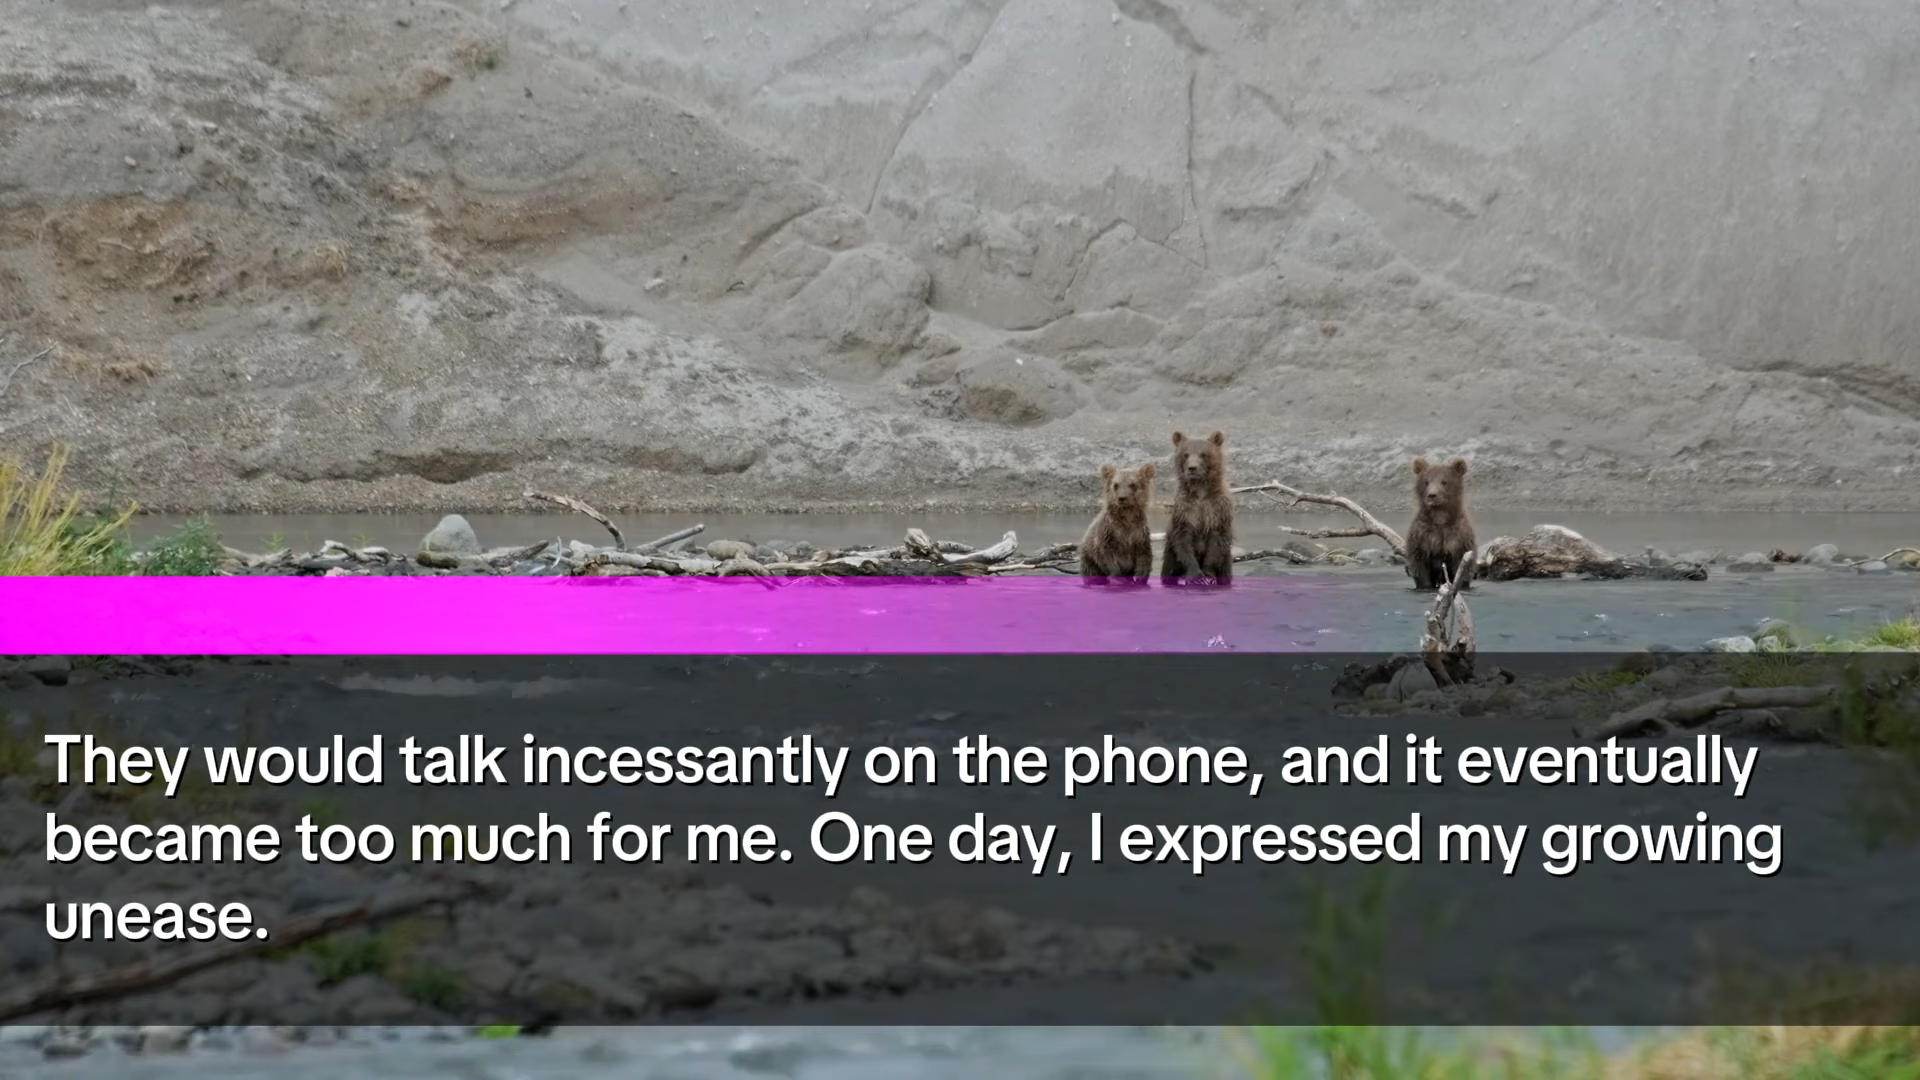 They would talk incessantly on the phone, and it eventually
became too much for me. One day, I expressed my growing
unease.